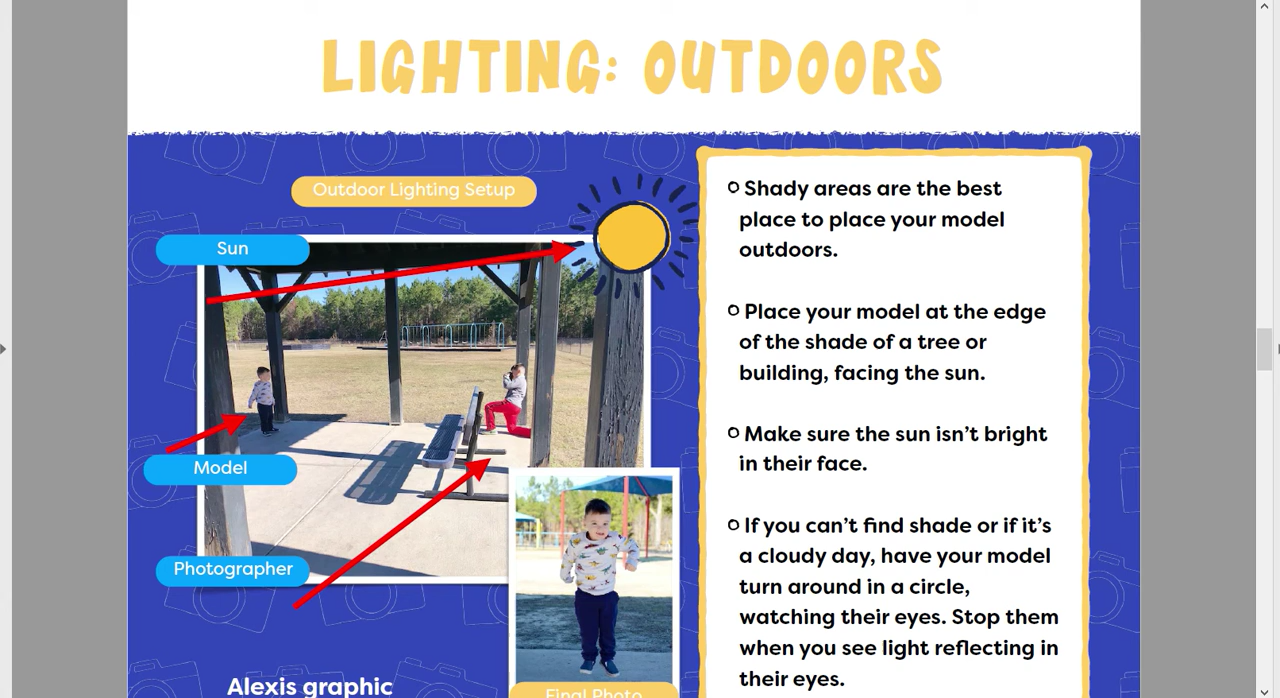 LIGHTING: OUTDOORS
Outdoor Lighting Setup
Sun
Model
Photographer
Alexis graphic
Final Photo
Shady areas are the best
place to place your model
outdoors.
Place your model at the edge
of the shade of a tree or
building, facing the sun.
Make sure the sun isn't bright
in their face.
If you can't find shade or if it's
a cloudy day, have your model
turn around in a circle,
watching their eyes. Stop them
when you see light reflecting in
their eyes.